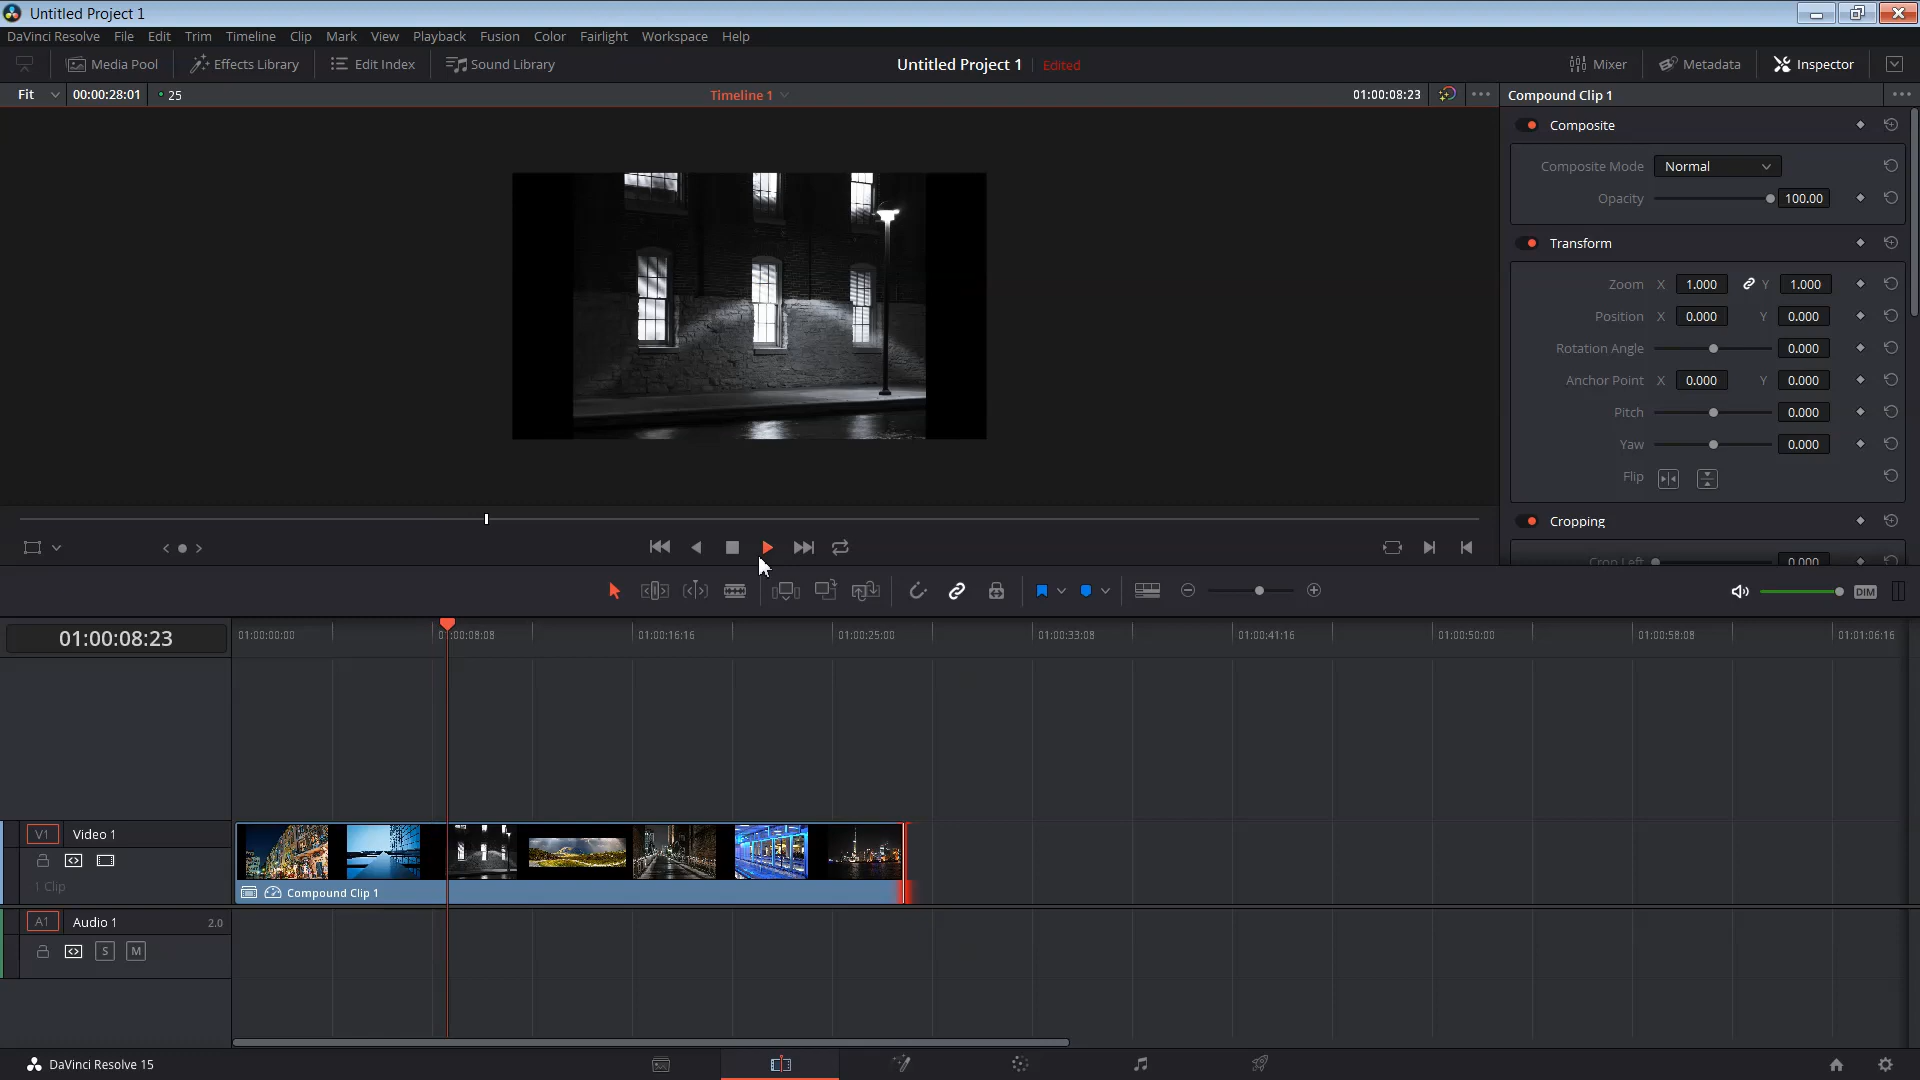 Untitled Project 1
DaVinci Resolve File Edit Trim Timeline Clip Mark View Playback Fusion Color Fairlight Workspace Help
Media Pool Effects Library Edit Index Sound Library Untitled Project 1 Edited Mixer Metadata Inspector
Fit 00:00:28:01 25 Timeline 1 01:00:08:23 Compound Clip 1
Composite
Composite Mode Normal
Opacity 100.00
Transform
Zoom X 1.000 Y 1.000
Position X 0.000 Y 0.000
Rotation Angle 0.000
Anchor Point X 0.000 Y 0.000
Pitch 0.000
Yaw 0.000
Flip
Cropping
Crop Left 0.000
DIM
01:00:08:23 01:00:00:00 01:00:08:08 01:00:16:16 01:00:25:00 01:00:33:08 01:00:41:16 01:00:50:00 01:00:58:08 01:01:06:16
V1 Video 1
1 Clip
Compound Clip 1
A1 Audio 1 2.0
S M
DaVinci Resolve 15